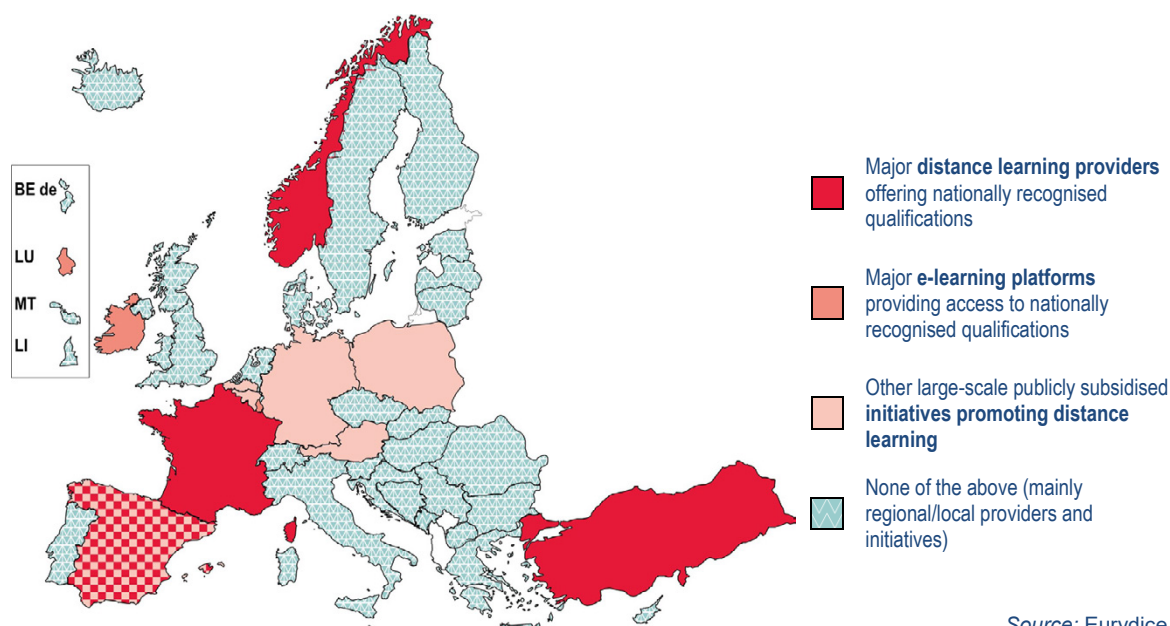 BE de
LU
MT
LI
Major distance learning providers
offering nationally recognised
qualifications
Major e-learning platforms
providing access to nationally
recognised qualifications
Other large-scale publicly subsidised
initiatives promoting distance
learning
None of the above (mainly
regional/local providers and
initiatives)
Source: Eurydice